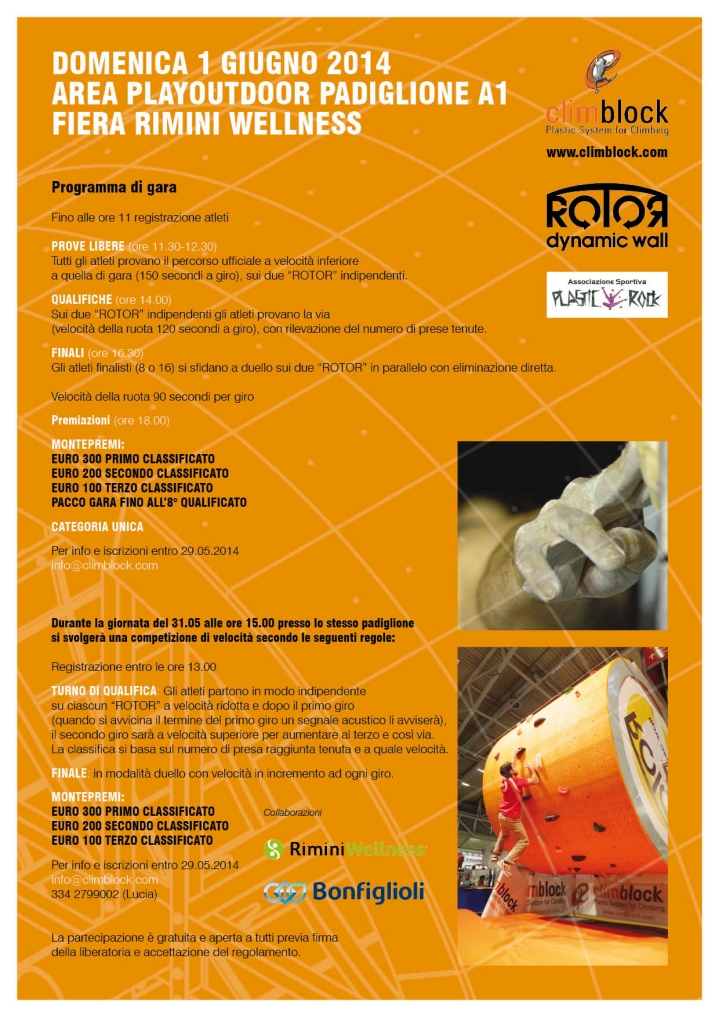 DOMENICA 1 GIUGNO 2014
AREA PLAYOUTDOOR PADIGLIONE A1
FIERA RIMINI WELLNESS
climblock
Plastic System for Climbing
www.climblock.com
ROTOR
dynamic wall
Associazione Sportiva
PLASTIC ROCK
Programma di gara
Fino alle ore 11 registrazione atleti
PROVE LIBERE (ore 11.30-12.30)
Tutti gli atleti provano il percorso ufficiale a velocità inferiore
a quella di gara (150 secondi a giro), sui due “ROTOR” indipendenti.
QUALIFICHE (ore 14.00)
Sui due “ROTOR” indipendenti gli atleti provano la via
(velocità della ruota 120 secondi a giro), con rilevazione del numero di prese tenute.
FINALI (ore 16,30)
Gli atleti finalisti (8 o 16) si sfidano a duello sui due “ROTOR” in parallelo con eliminazione diretta.
Velocità della ruota 90 secondi per giro
Premiazioni (ore 18.00)
MONTEPREMI:
EURO 300 PRIMO CLASSIFICATO
EURO 200 SECONDO CLASSIFICATO
EURO 100 TERZO CLASSIFICATO
PACCO GARA FINO ALL'8° QUALIFICATO
CATEGORIA UNICA
Per info e iscrizioni entro 29.05.2014
info@climblock.com
Durante la giornata del 31.05 alle ore 15.00 presso lo stesso padiglione
si svolgerà una competizione di velocità secondo le seguenti regole:
Registrazione entro le ore 13.00
TURNO DI QUALIFICA: Gli atleti partono in modo indipendente
su ciascun “ROTOR” a velocità ridotta e dopo il primo giro
(quando si avvicina il termine del primo giro un segnale acustico li avviserà),
il secondo giro sarà a velocità superiore per aumentare al terzo e così via.
La classifica si basa sul numero di presa raggiunta tenuta e a quale velocità.
FINALE: in modalità duello con velocità in incremento ad ogni giro.
MONTEPREMI:
EURO 300 PRIMO CLASSIFICATO
EURO 200 SECONDO CLASSIFICATO
EURO 100 TERZO CLASSIFICATO
Per info e iscrizioni entro 29.05.2014
info@climblock.com
334 2799002 (Lucia)
Collaborazioni
RiminiWellness
Bonfiglioli
La partecipazione è gratuita e aperta a tutti previa firma
della liberatoria e accettazione del regolamento.
climblock